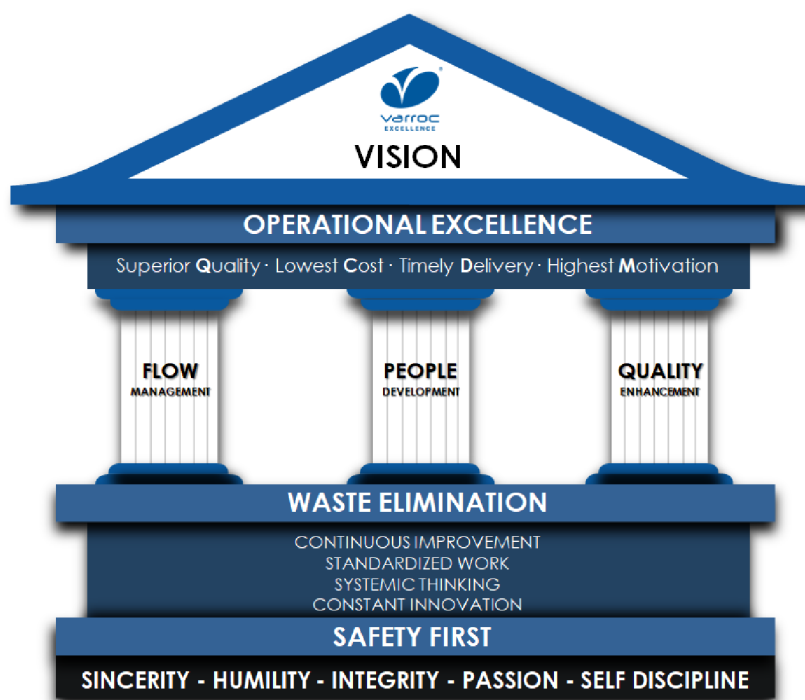 varroc
EXCELLENCE
VISION
OPERATIONAL EXCELLENCE
Superior Quality · Lowest Cost · Timely Delivery · Highest Motivation
FLOW
MANAGEMENT
PEOPLE
DEVELOPMENT
QUALITY
ENHANCEMENT
WASTE ELIMINATION
CONTINUOUS IMPROVEMENT
STANDARDIZED WORK
SYSTEMIC THINKING
CONSTANT INNOVATION
SAFETY FIRST
SINCERITY - HUMILITY - INTEGRITY - PASSION - SELF DISCIPLINE